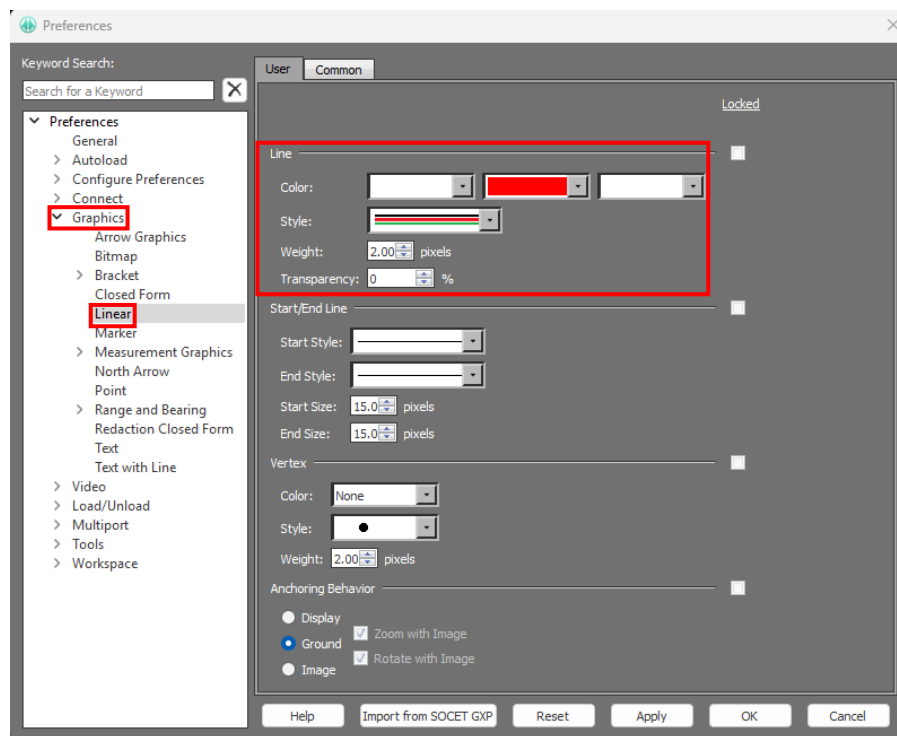 Preferences
Keyword Search:
Search for a Keyword
Preferences
General
Autoload
Configure Preferences
Connect
Graphics
Arrow Graphics
Bitmap
Bracket
Closed Form
Linear
Marker
Measurement Graphics
North Arrow
Point
Range and Bearing
Redaction Closed Form
Text
Text with Line
Video
Load/Unload
Multiport
Tools
Workspace
User Common
Locked
Line
Color:
Style:
Weight: 2.00 pixels
Transparency: 0 %
Start/End Line
Start Style:
End Style:
Start Size: 15.0 pixels
End Size: 15.0 pixels
Vertex
Color: None
Style:
Weight: 2.00 pixels
Anchoring Behavior
Display
Zoom with Image
Ground
Rotate with Image
Image
Help Import from SOCET GXP Reset Apply OK Cancel